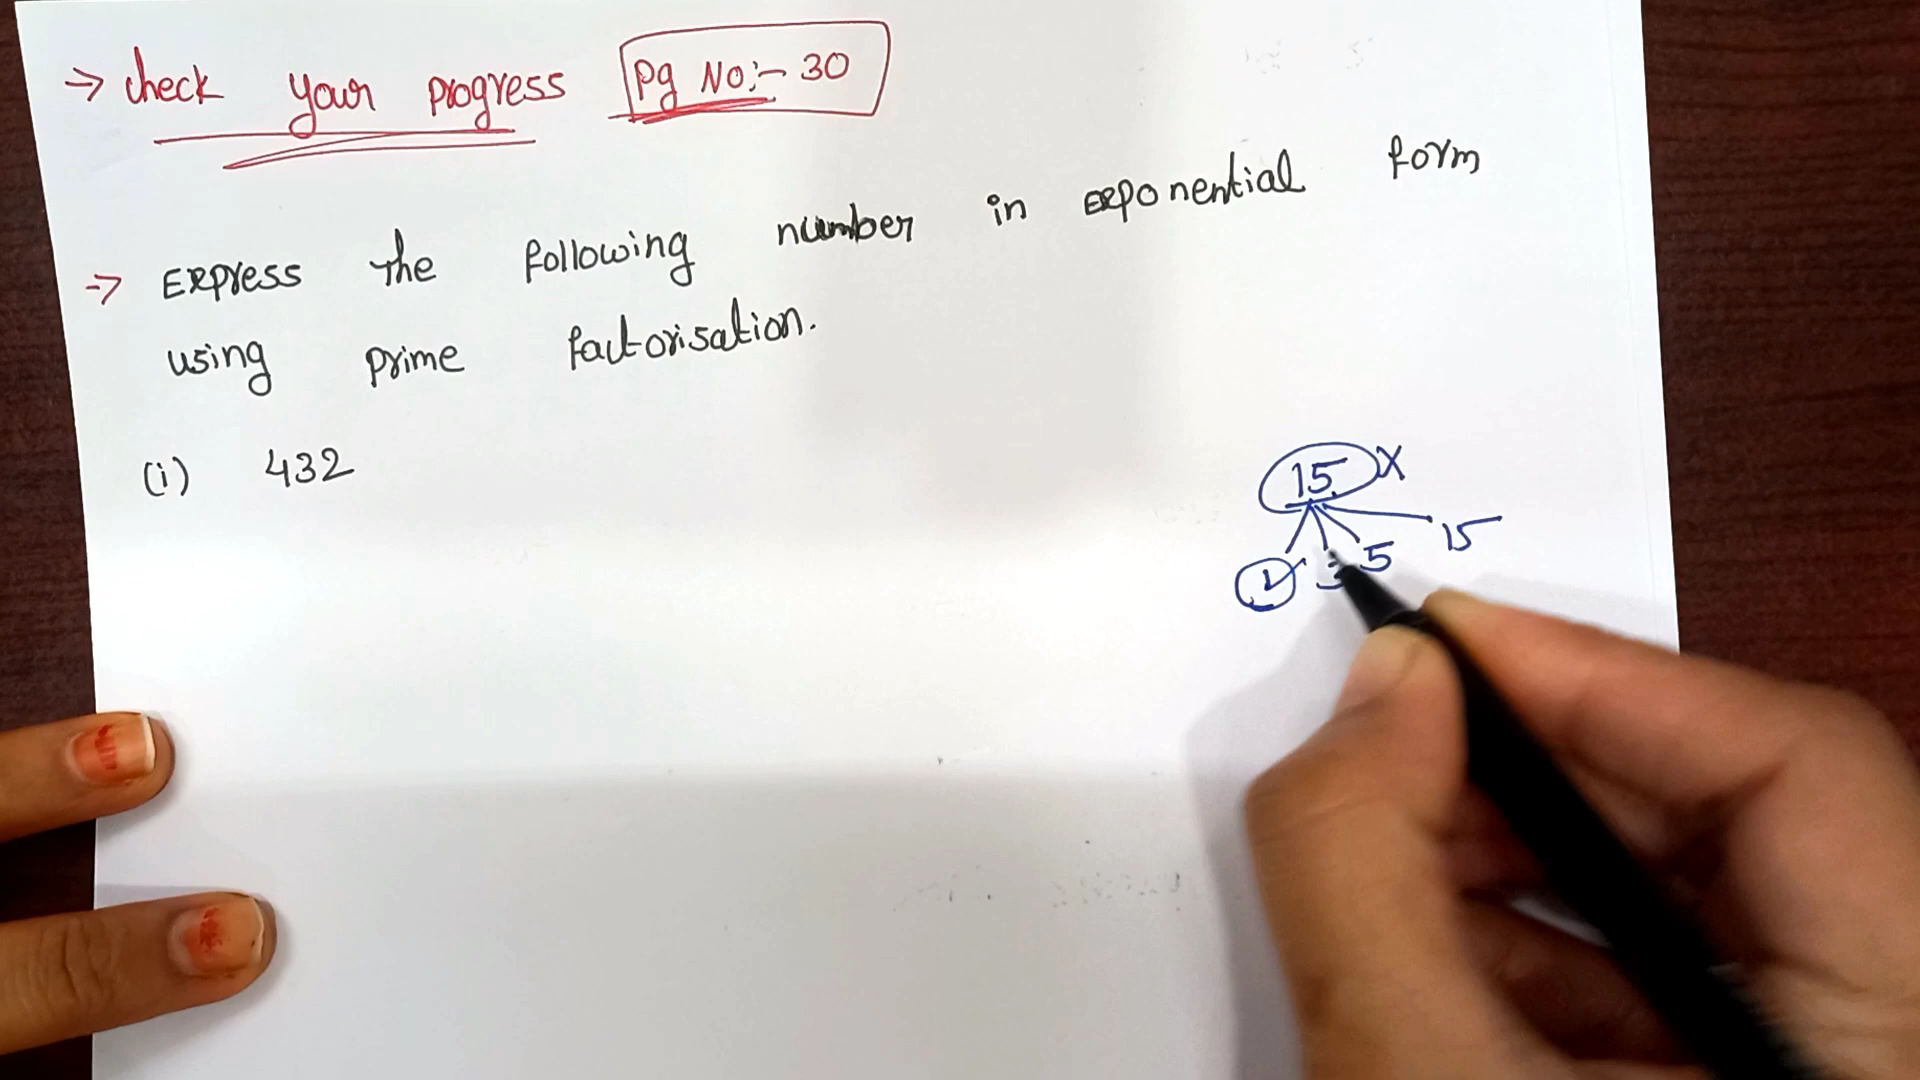 → check your progress Pg No:- 30
→ Express the following number in exponential form
using prime factorisation.
(i) 432
15 X
1 3 5 15